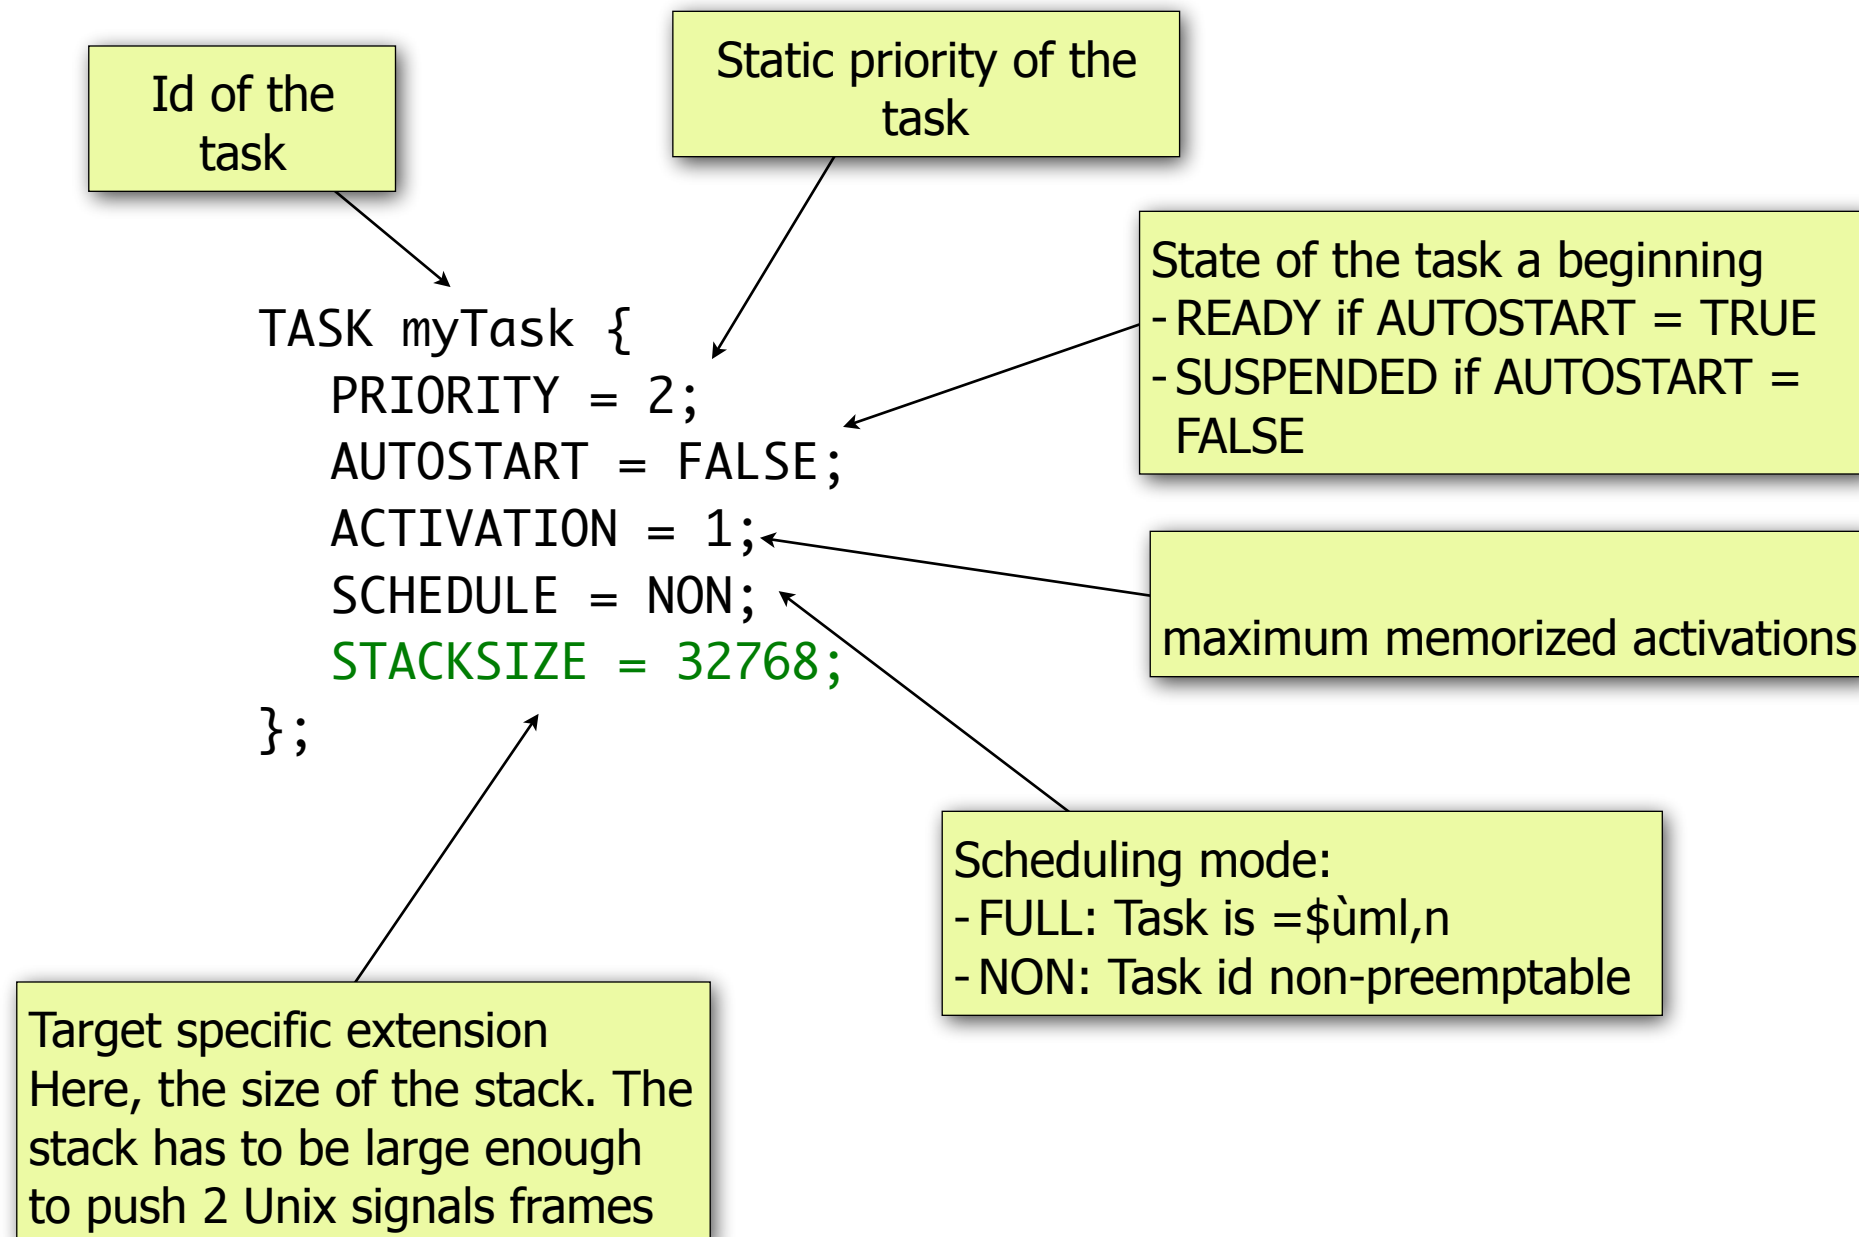 Id of the
task
Static priority of the
task
State of the task a beginning
- READY if AUTOSTART = TRUE
- SUSPENDED if AUTOSTART =
FALSE
TASK myTask {
PRIORITY = 2;
AUTOSTART = FALSE;
ACTIVATION = 1;
SCHEDULE = NON;
STACKSIZE = 32768;
};
maximum memorized activations
Scheduling mode:
- FULL: Task is =$ùml,n
- NON: Task id non-preemptable
Target specific extension
Here, the size of the stack. The
stack has to be large enough
to push 2 Unix signals frames